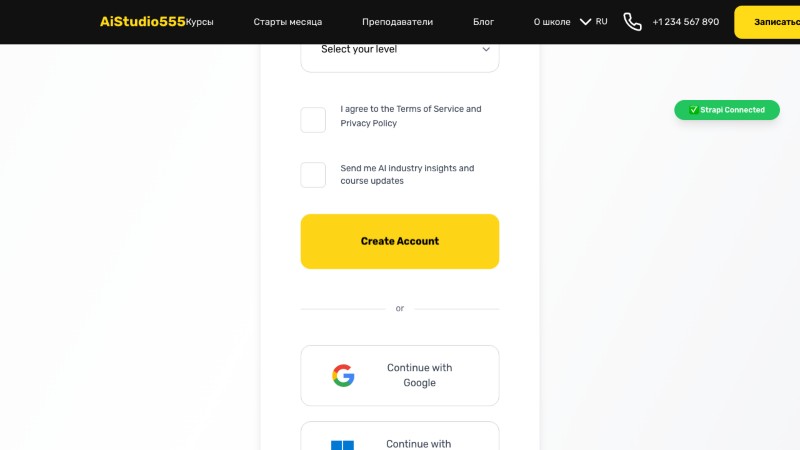 AiStudio555 Курсы Старты месяца Преподаватели Блог О школе RU +1 234 567 890 Записатьс
Select your level
I agree to the Terms of Service and
Privacy Policy
✅ Strapi Connected
Send me AI industry insights and
course updates
Create Account
or
Continue with
Google
Continue with